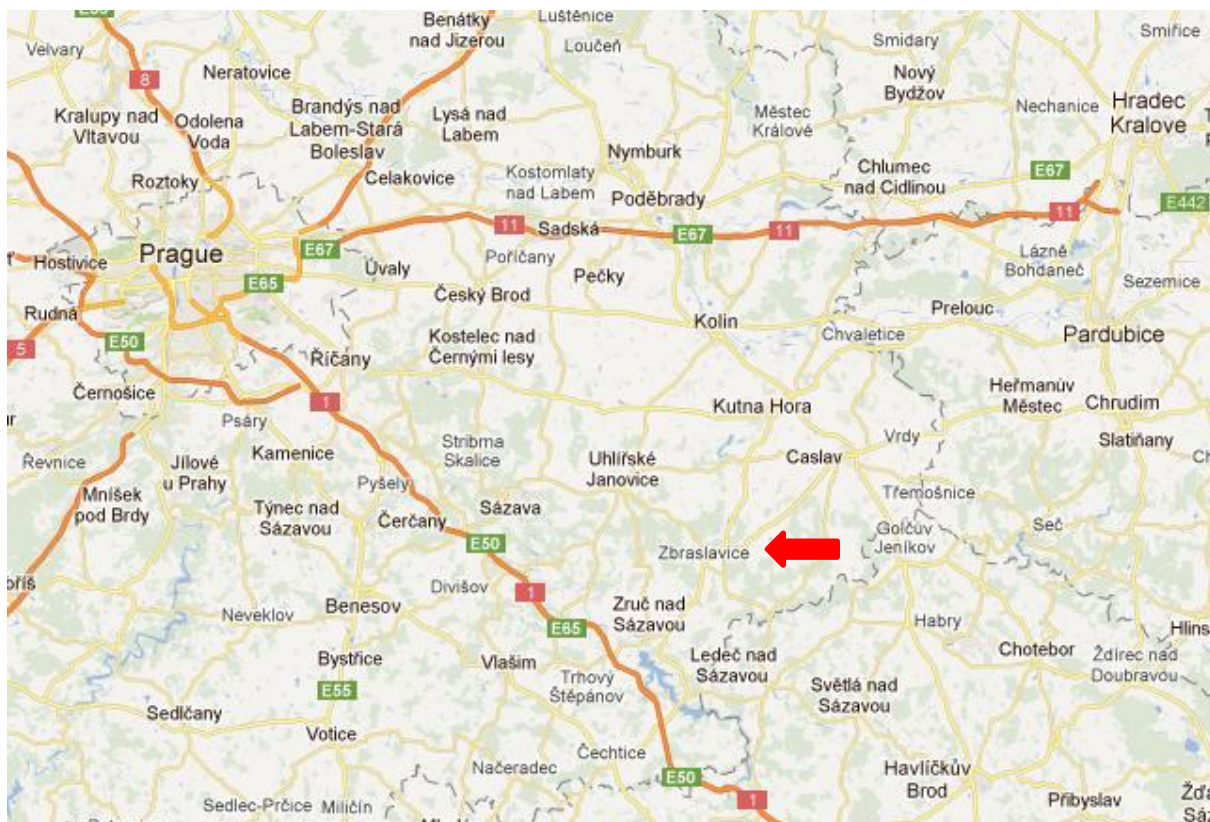 Benátky
nad Jizerou
Luštěnice
Loučeň
Smidary
Smiřice
Velvary
8
Neratovice
Nový
Bydžov
Nechanice
Hradec
Kralove
Kralupy nad
Vltavou
Odolena
Voda
Brandýs nad
Labem-Stará
Boleslav
Lysá nad
Labem
Městec
Králové
Nymburk
Roztoky
Celakovice
Kostomlaty
nad Labem
Poděbrady
Chlumec
nad Cidlinou
E67
E442
11
11
11
Sadská
E67
E67
Prague
Hostivice
E65
Úvaly
Poříčany
Pečky
Lázně
Bohdaneč
Sezemice
Český Brod
Prelouc
Rudná
Kolin
Chvaletice
Pardubice
E50
5
Říčany
Kostelec nad
Černými lesy
Černošice
1
Kutna Hora
Heřmanův
Městec
Chrudim
Psáry
Slatiňany
Kamenice
Stribrna
Skalice
Vrdy
Řevnice
Jílové
u Prahy
Uhlířské
Janovice
Caslav
Pyšely
Třemošnice
Mníšek
pod Brdy
Týnec nad
Sázavou
Čerčany
Sázava
Golčův
Jeníkov
Seč
E50
Zbraslavice
Divišov
1
Neveklov
Benesov
Zruč nad
Sázavou
Habry
E65
Hlins
Bystřice
Vlašim
Ledeč nad
Sázavou
Chotebor
Ždírec nad
Doubravou
E55
Trhový
Štěpánov
Světlá nad
Sázavou
Sedlčany
Votice
Čechtice
Načeradec
E50
Havlíčkův
Brod
1
Přibyslav
Sedlec-Prčice
Miličín